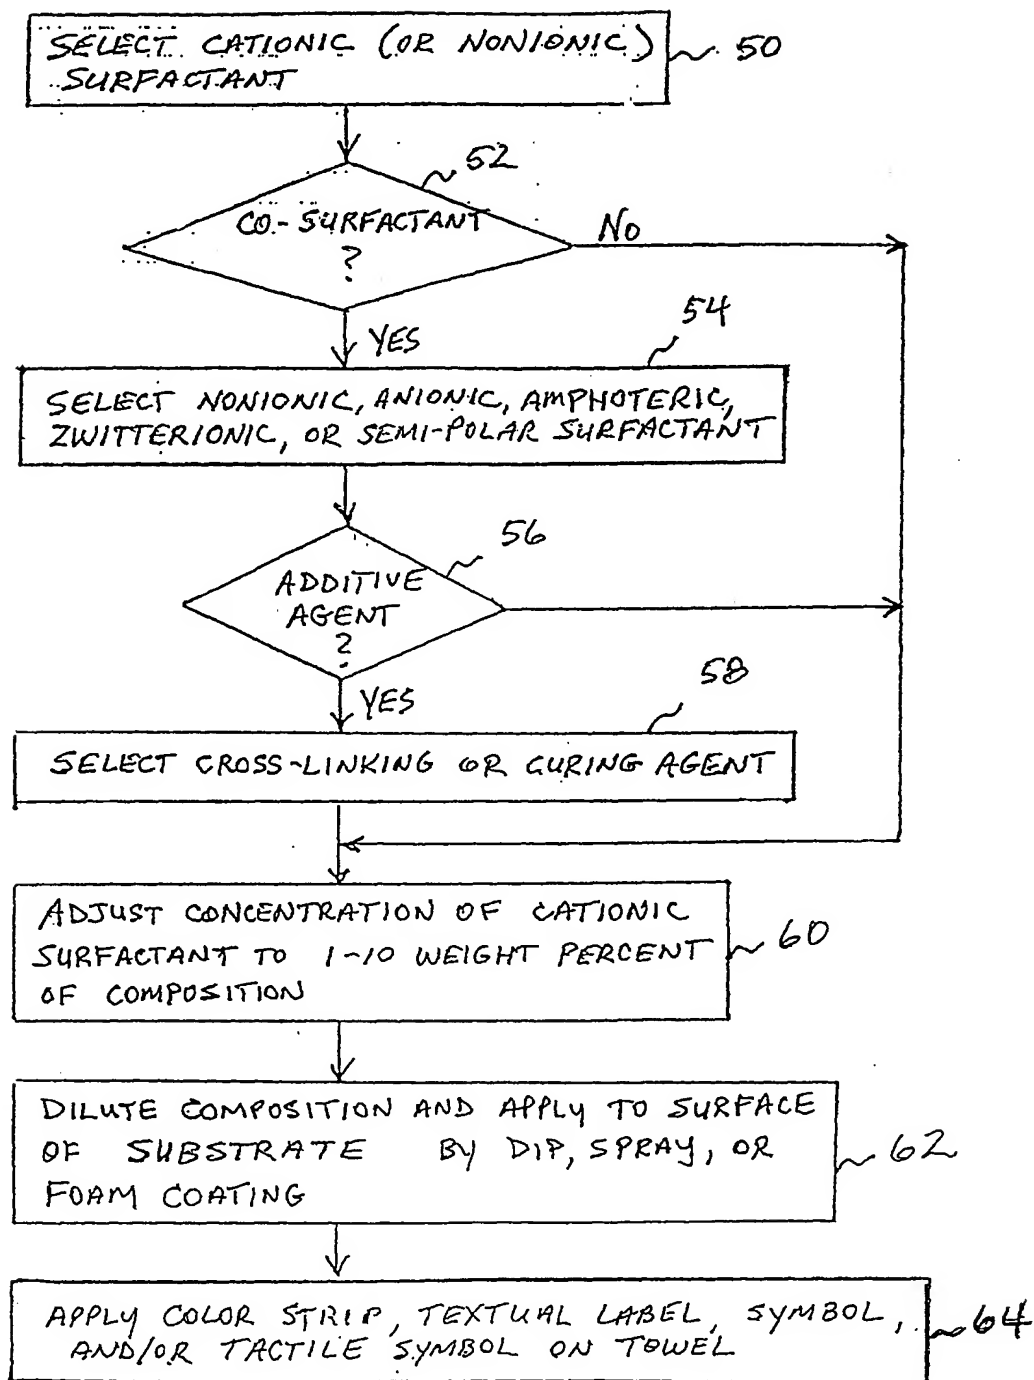 SELECT CATIONIC (OR NONIONIC)
SURFACTANT
50
52
CO-SURFACTANT
?
NO
YES
54
SELECT NONIONIC, ANIONIC, AMPHOTERIC,
ZWITTERIONIC, OR SEMI-POLAR SURFACTANT
56
ADDITIVE
AGENT
?
YES
58
SELECT CROSS-LINKING OR CURING AGENT
ADJUST CONCENTRATION OF CATIONIC
SURFACTANT TO 1-10 WEIGHT PERCENT
OF COMPOSITION
60
DILUTE COMPOSITION AND APPLY TO SURFACE
OF SUBSTRATE BY DIP, SPRAY, OR
FOAM COATING
62
APPLY COLOR STRIP, TEXTUAL LABEL, SYMBOL,
AND/OR TACTILE SYMBOL ON TOWEL
64